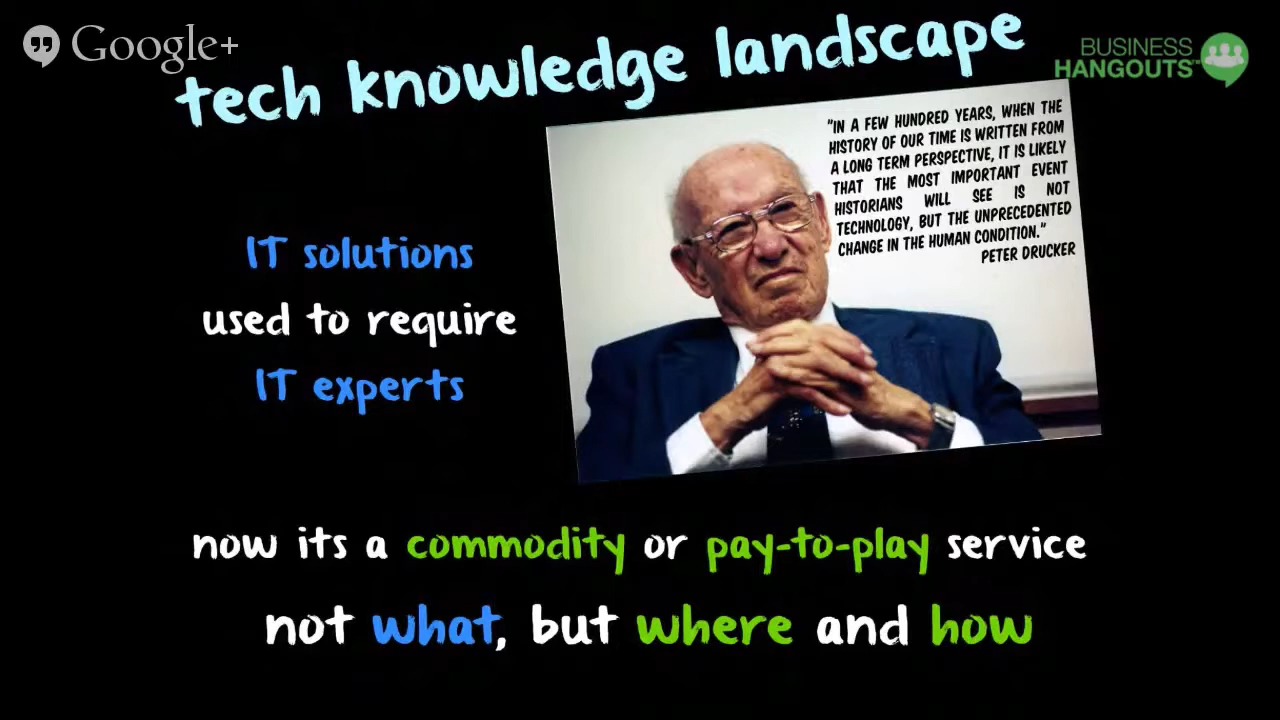 Google+
BUSINESS
HANGOUTS™
tech knowledge landscape
"IN A FEW HUNDRED YEARS, WHEN THE
HISTORY OF OUR TIME IS WRITTEN FROM
A LONG TERM PERSPECTIVE, IT IS LIKELY
THAT THE MOST IMPORTANT EVENT
HISTORIANS WILL SEE IS NOT
TECHNOLOGY, BUT THE UNPRECEDENTED
CHANGE IN THE HUMAN CONDITION."
PETER DRUCKER
IT solutions
used to require
IT experts
now its a commodity or pay-to-play service
not what, but where and how